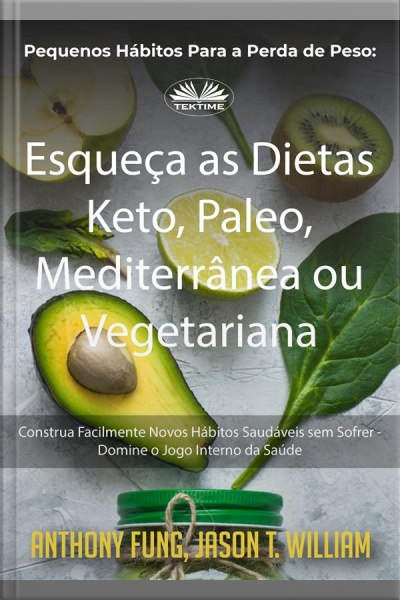 Pequenos Hábitos Para a Perda de Peso:
TEKTIME
Esqueça as Dietas
Keto, Paleo,
Mediterrânea ou
Vegetariana
Construa Facilmente Novos Hábitos Saudáveis sem Sofrer -
Domine o Jogo Interno da Saúde
ANTHONY FUNG, JASON T. WILLIAM